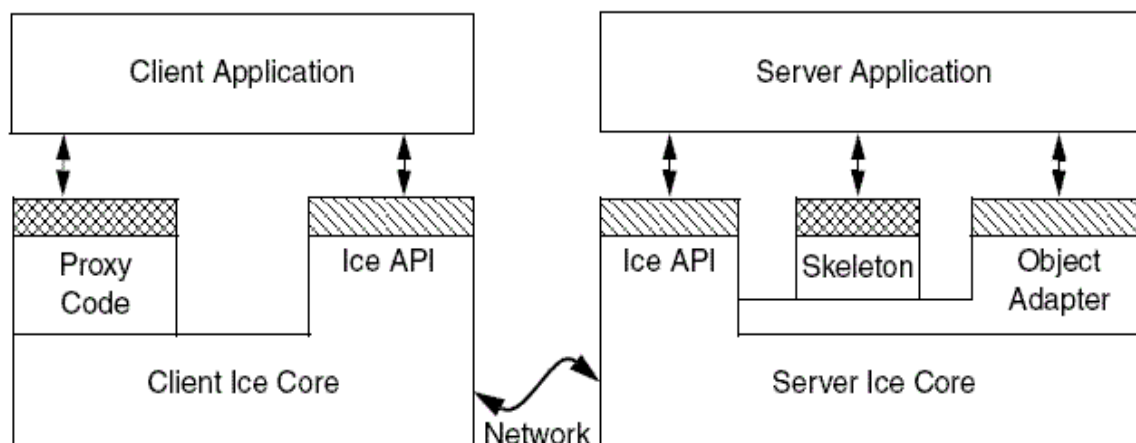 Client Application
Server Application
Proxy
Code
Ice API
Ice API
Skeleton
Object
Adapter
Client Ice Core
Server Ice Core
Network